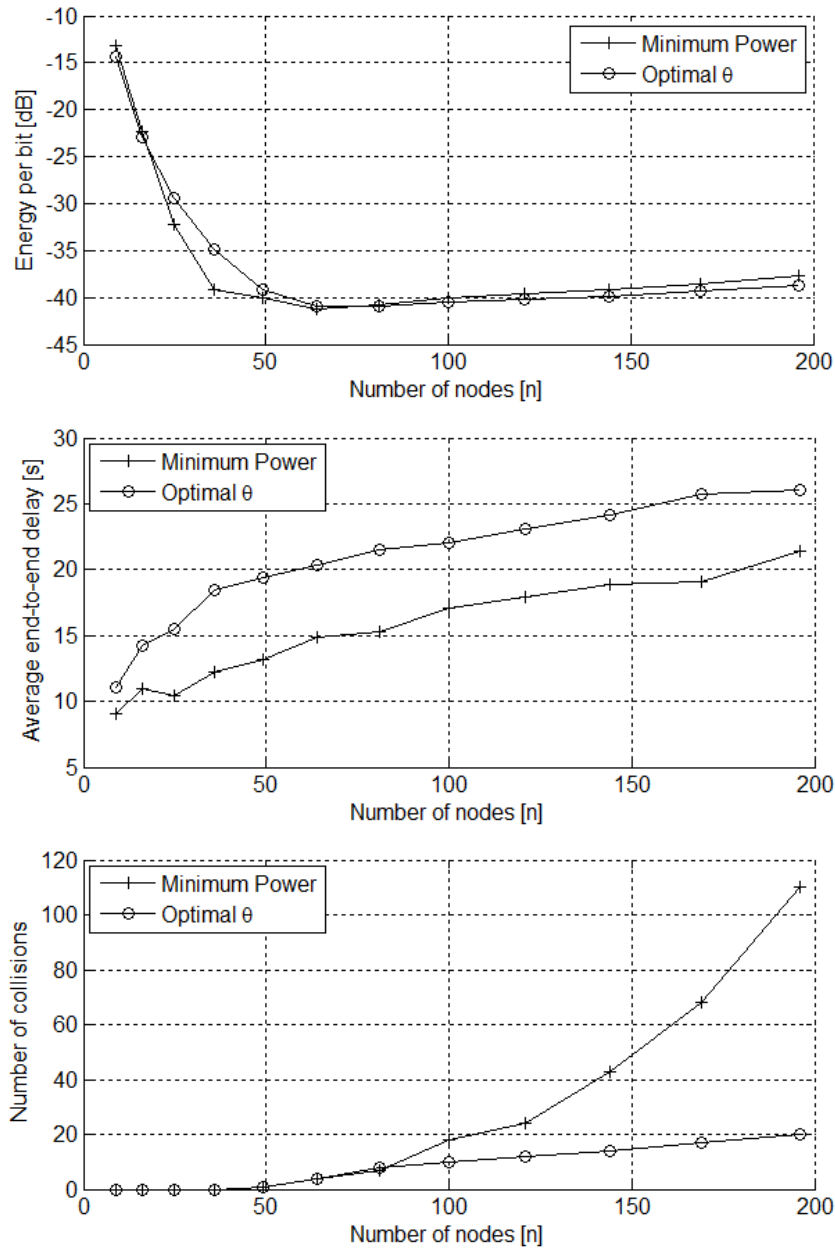 Energy per bit [dB]
-10
-15
-20
-25
-30
-35
-40
-45
Minimum Power
Optimal θ
0 50 100 150 200
Number of nodes [n]
Average end-to-end delay [s]
30
25
20
15
10
5
Minimum Power
Optimal θ
0 50 100 150 200
Number of nodes [n]
Number of collisions
120
100
80
60
40
20
0
Minimum Power
Optimal θ
0 50 100 150 200
Number of nodes [n]